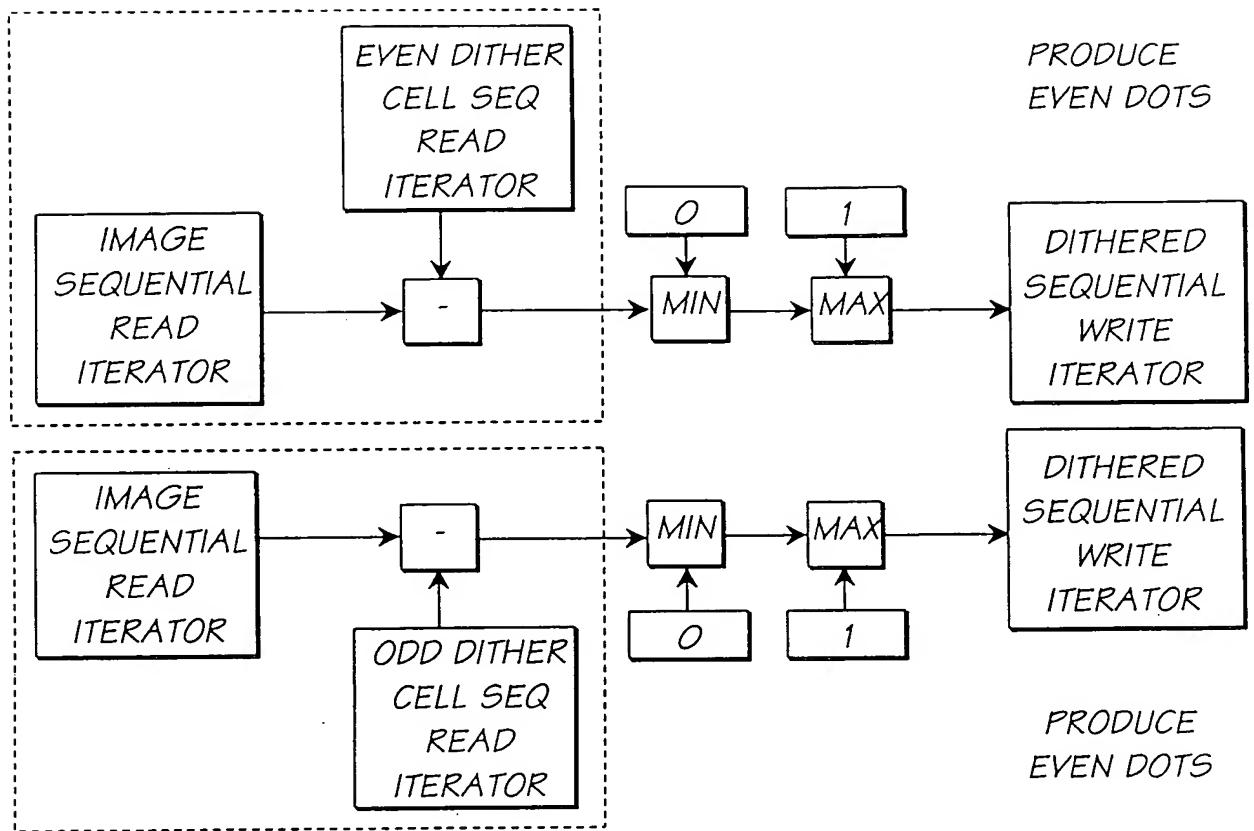 EVEN DITHER
CELL SEQ
READ
ITERATOR
PRODUCE
EVEN DOTS
IMAGE
SEQUENTIAL
READ
ITERATOR
-
0
MIN
1
MAX
DITHERED
SEQUENTIAL
WRITE
ITERATOR
IMAGE
SEQUENTIAL
READ
ITERATOR
-
ODD DITHER
CELL SEQ
READ
ITERATOR
MIN
0
MAX
1
DITHERED
SEQUENTIAL
WRITE
ITERATOR
PRODUCE
EVEN DOTS